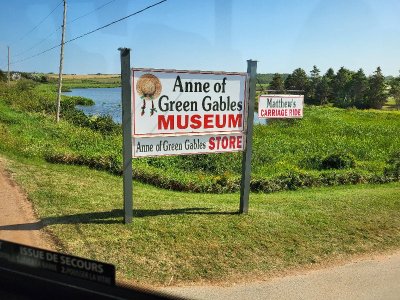 Anne of
Green Gables
MUSEUM
Anne of Green Gables STORE
Matthew's
CARRIAGE RIDE
ISSUE DE SECOURS